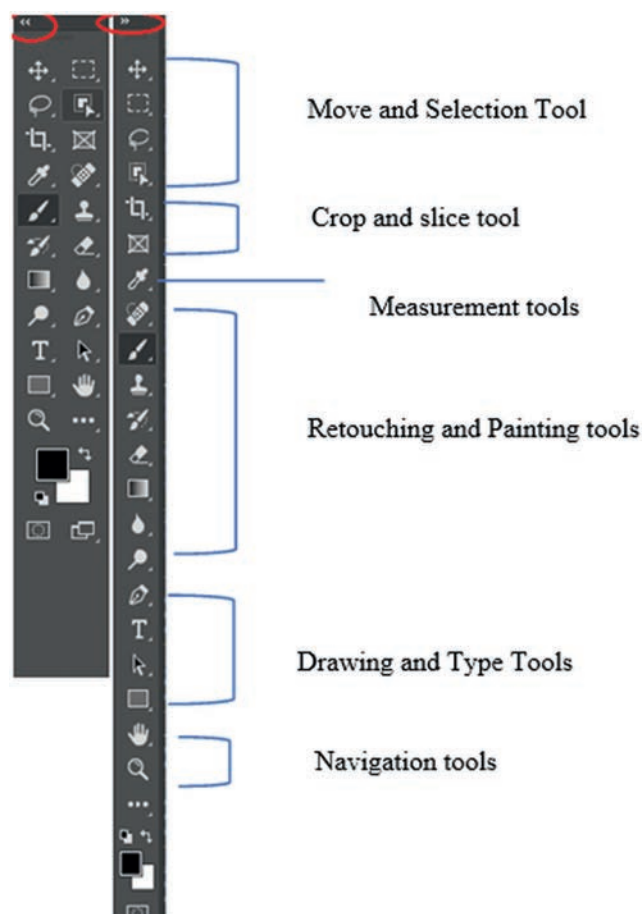 Move and Selection Tool
Crop and slice tool
Measurement tools
Retouching and Painting tools
Drawing and Type Tools
Navigation tools